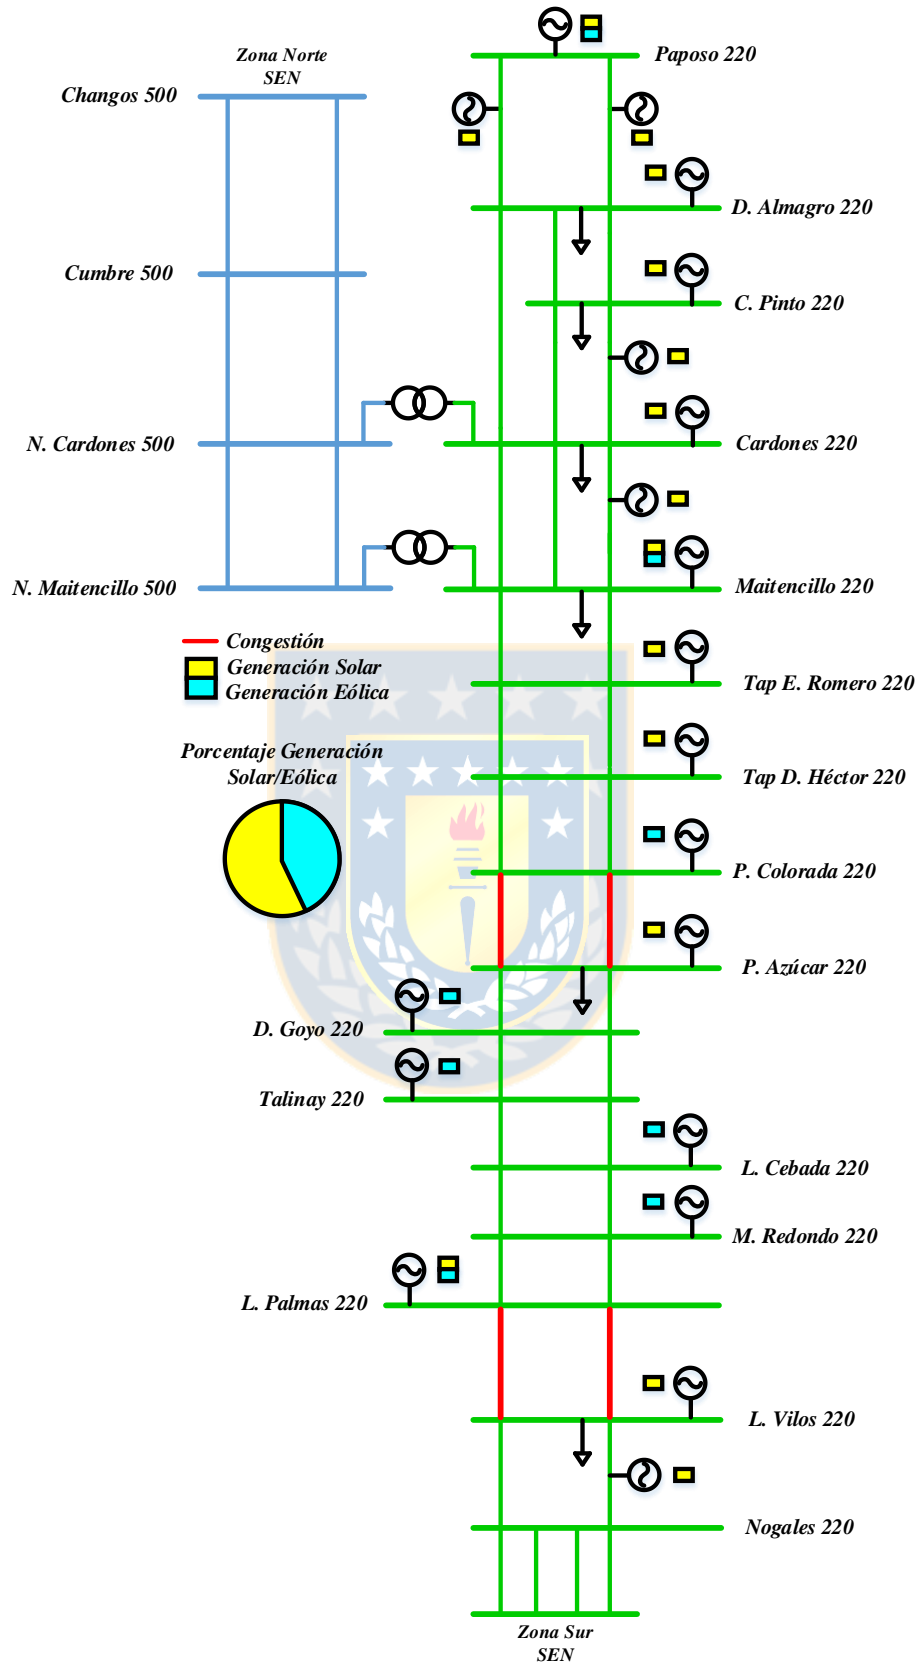 Zona Norte
SEN
Paposo 220
Changos 500
D. Almagro 220
Cumbre 500
C. Pinto 220
N. Cardones 500
Cardones 220
N. Maitencillo 500
Maitencillo 220
Congestión
Generación Solar
Generación Eólica
Tap E. Romero 220
Porcentaje Generación
Solar/Eólica
Tap D. Héctor 220
P. Colorada 220
P. Azúcar 220
D. Goyo 220
Talinay 220
L. Cebada 220
M. Redondo 220
L. Palmas 220
L. Vilos 220
Nogales 220
Zona Sur
SEN